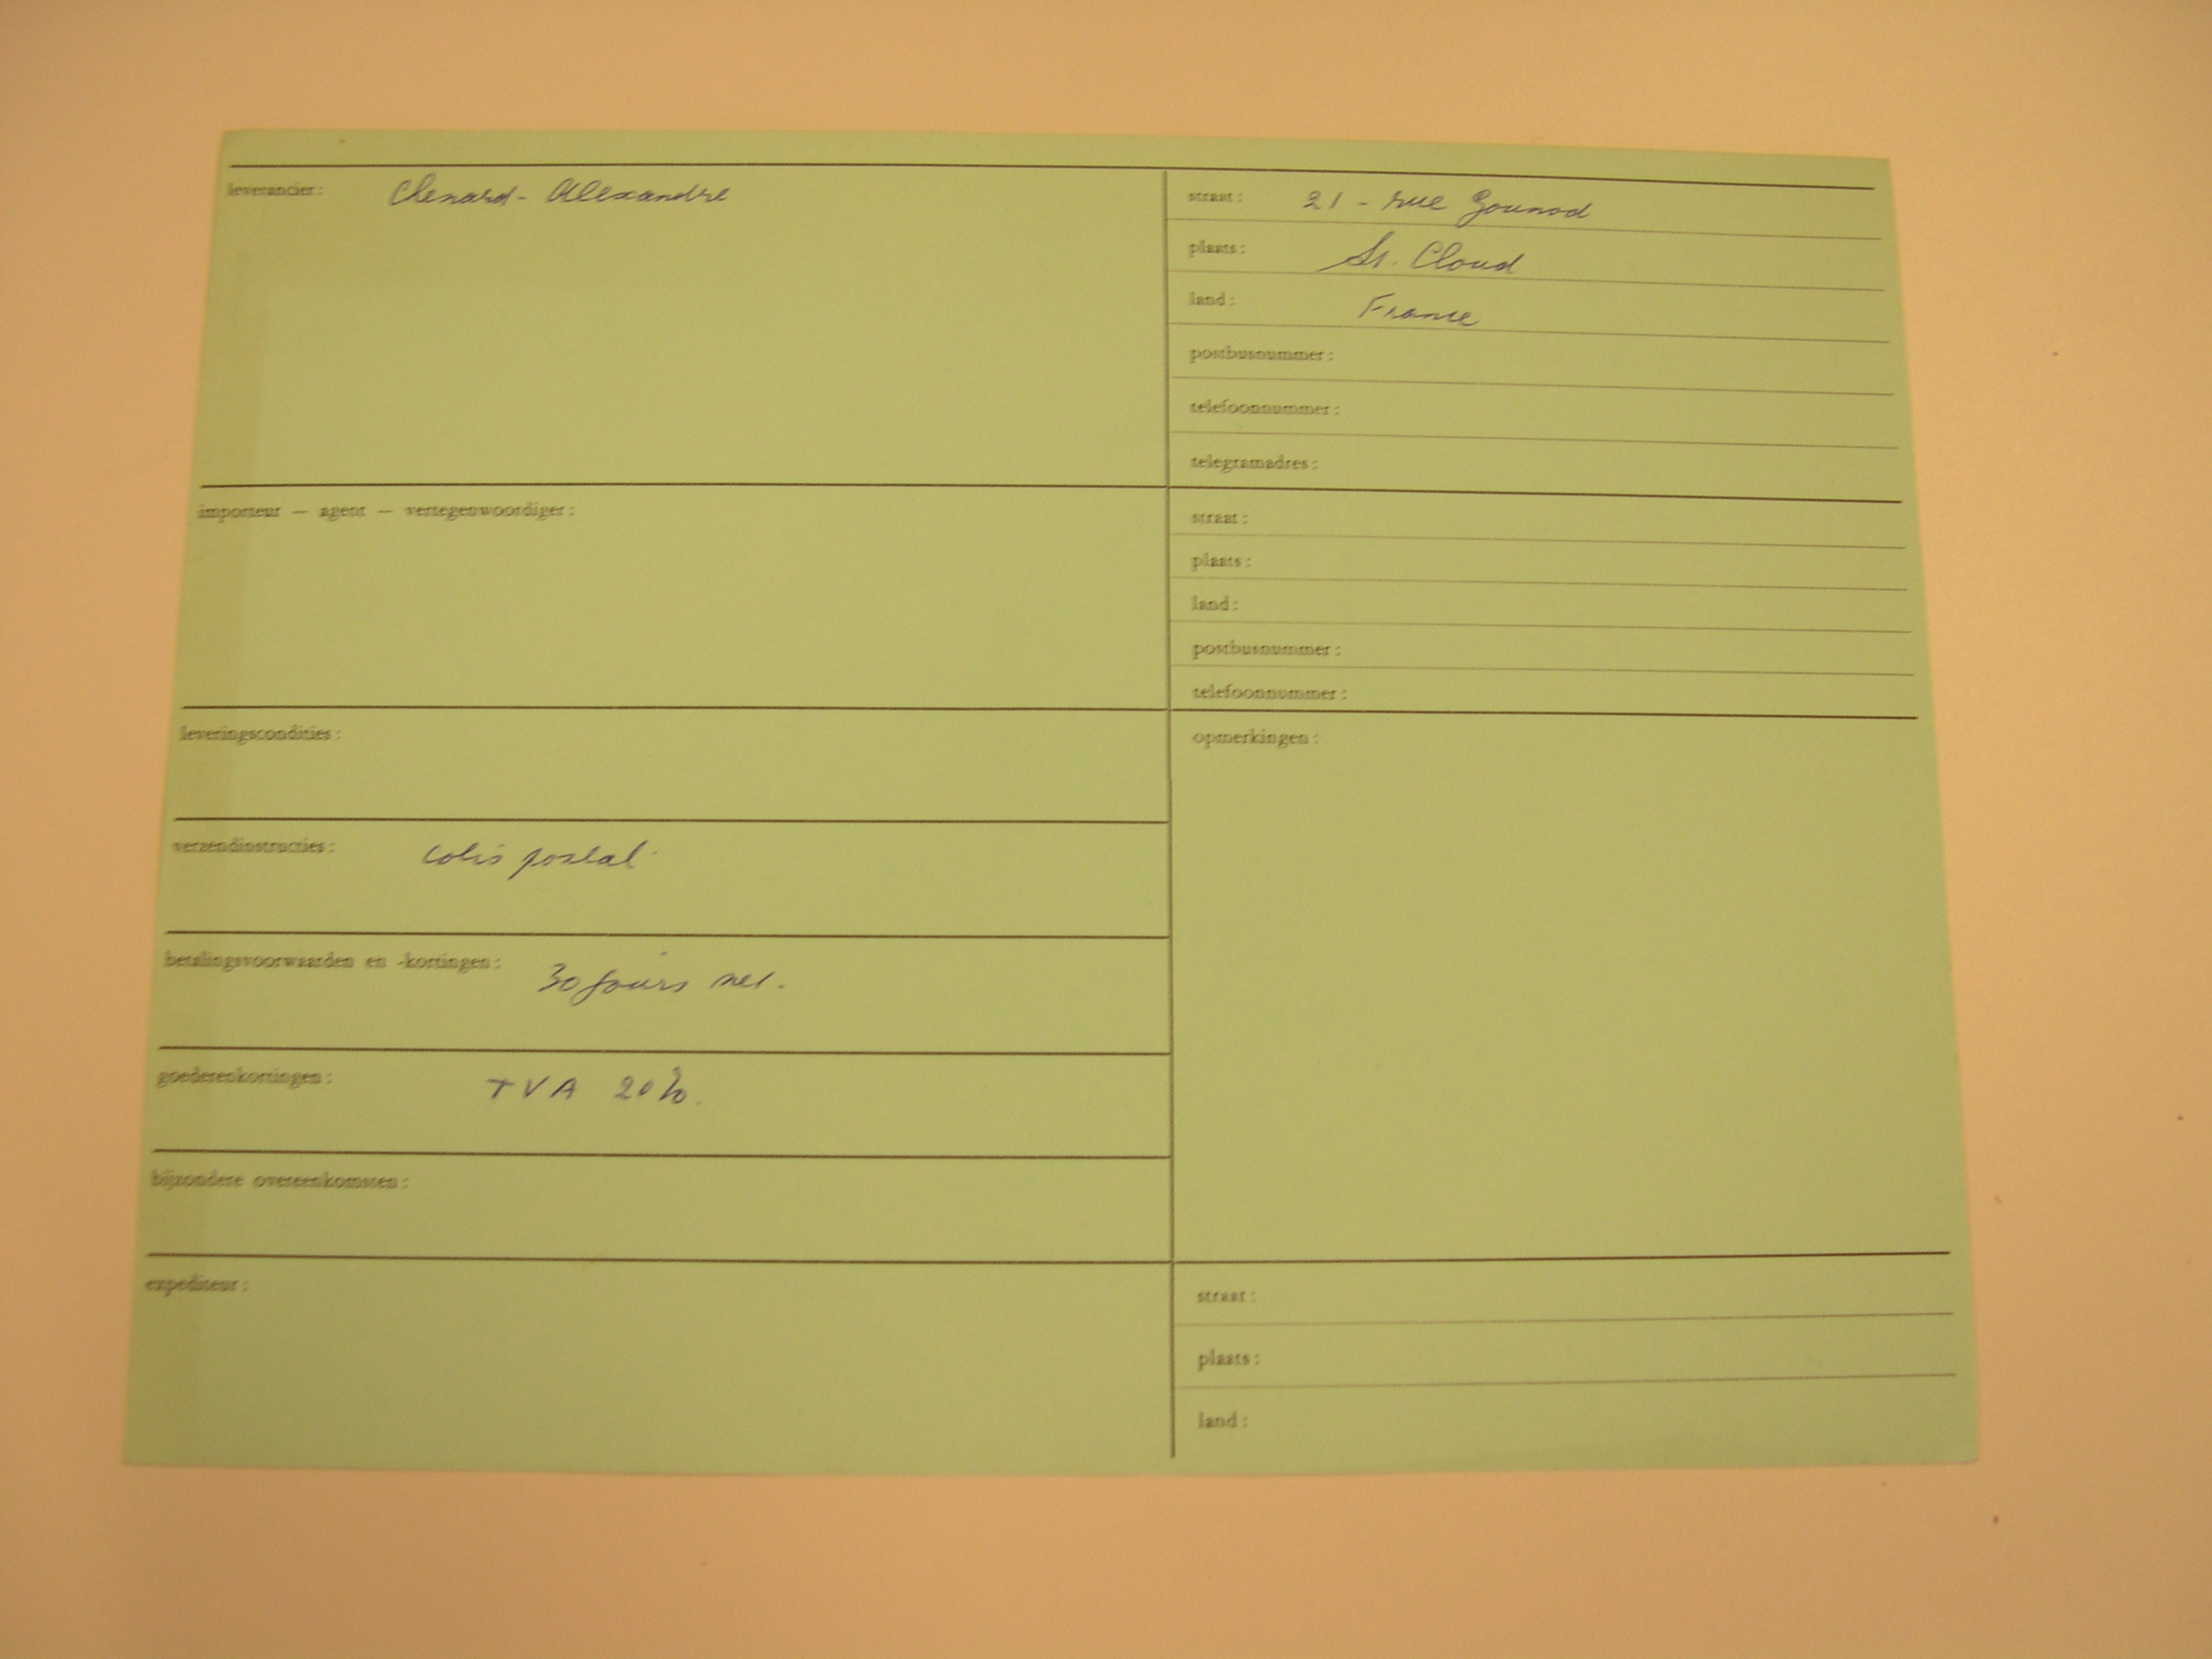 leverancier: Chenard-Alexandre
straat: 21 - rue Gounod
plaats: St. Cloud
land: France
postbusnummer:
telefoonnummer:
telegramadres:
importeur — agent — vertegenwoordiger:
straat:
plaats:
land:
postbusnummer:
telefoonnummer:
leveringscondities:
opmerkingen:
verzendinstructies: colis postal
betalingsvoorwaarden en -kortingen: 30 jours net.
goederenkortingen: TVA 20%.
bijzondere overeenkomsten:
expediteur:
straat:
plaats:
land: